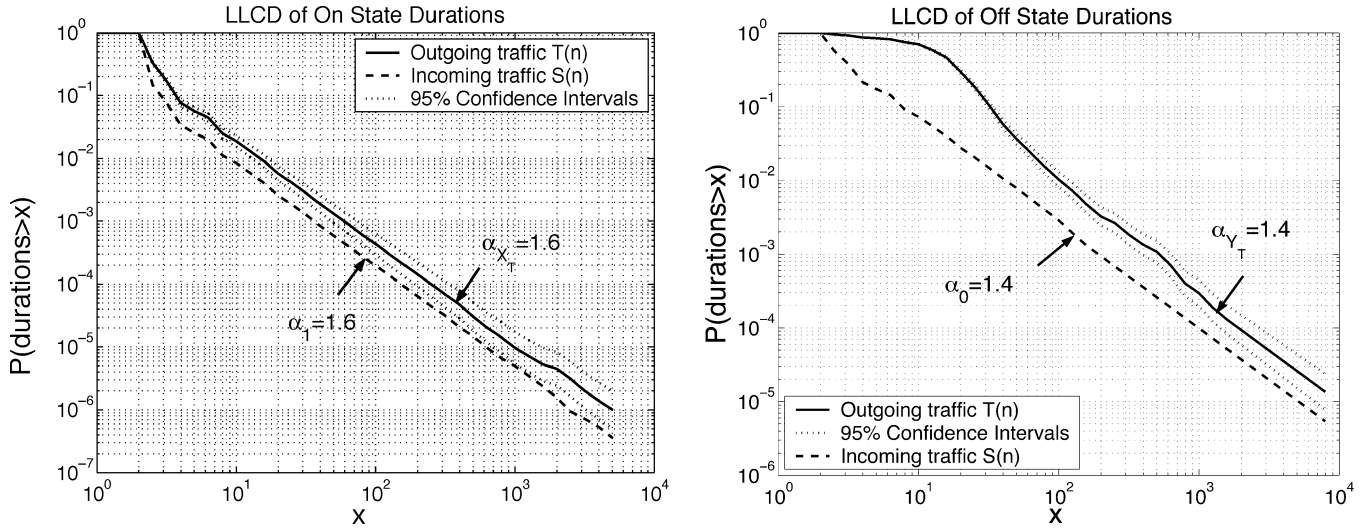 LLCD of On State Durations
10^0
10^-1
10^-2
10^-3
10^-4
10^-5
10^-6
10^-7
P(durations>x)
Outgoing traffic T(n)
Incoming traffic S(n)
95% Confidence Intervals
α_{X_T}=1.6
α_1=1.6
10^0 10^1 10^2 10^3 10^4
x
LLCD of Off State Durations
10^0
10^-1
10^-2
10^-3
10^-4
10^-5
10^-6
P(durations>x)
α_{Y_T}=1.4
α_0=1.4
Outgoing traffic T(n)
95% Confidence Intervals
Incoming traffic S(n)
10^0 10^1 10^2 10^3 10^4
x